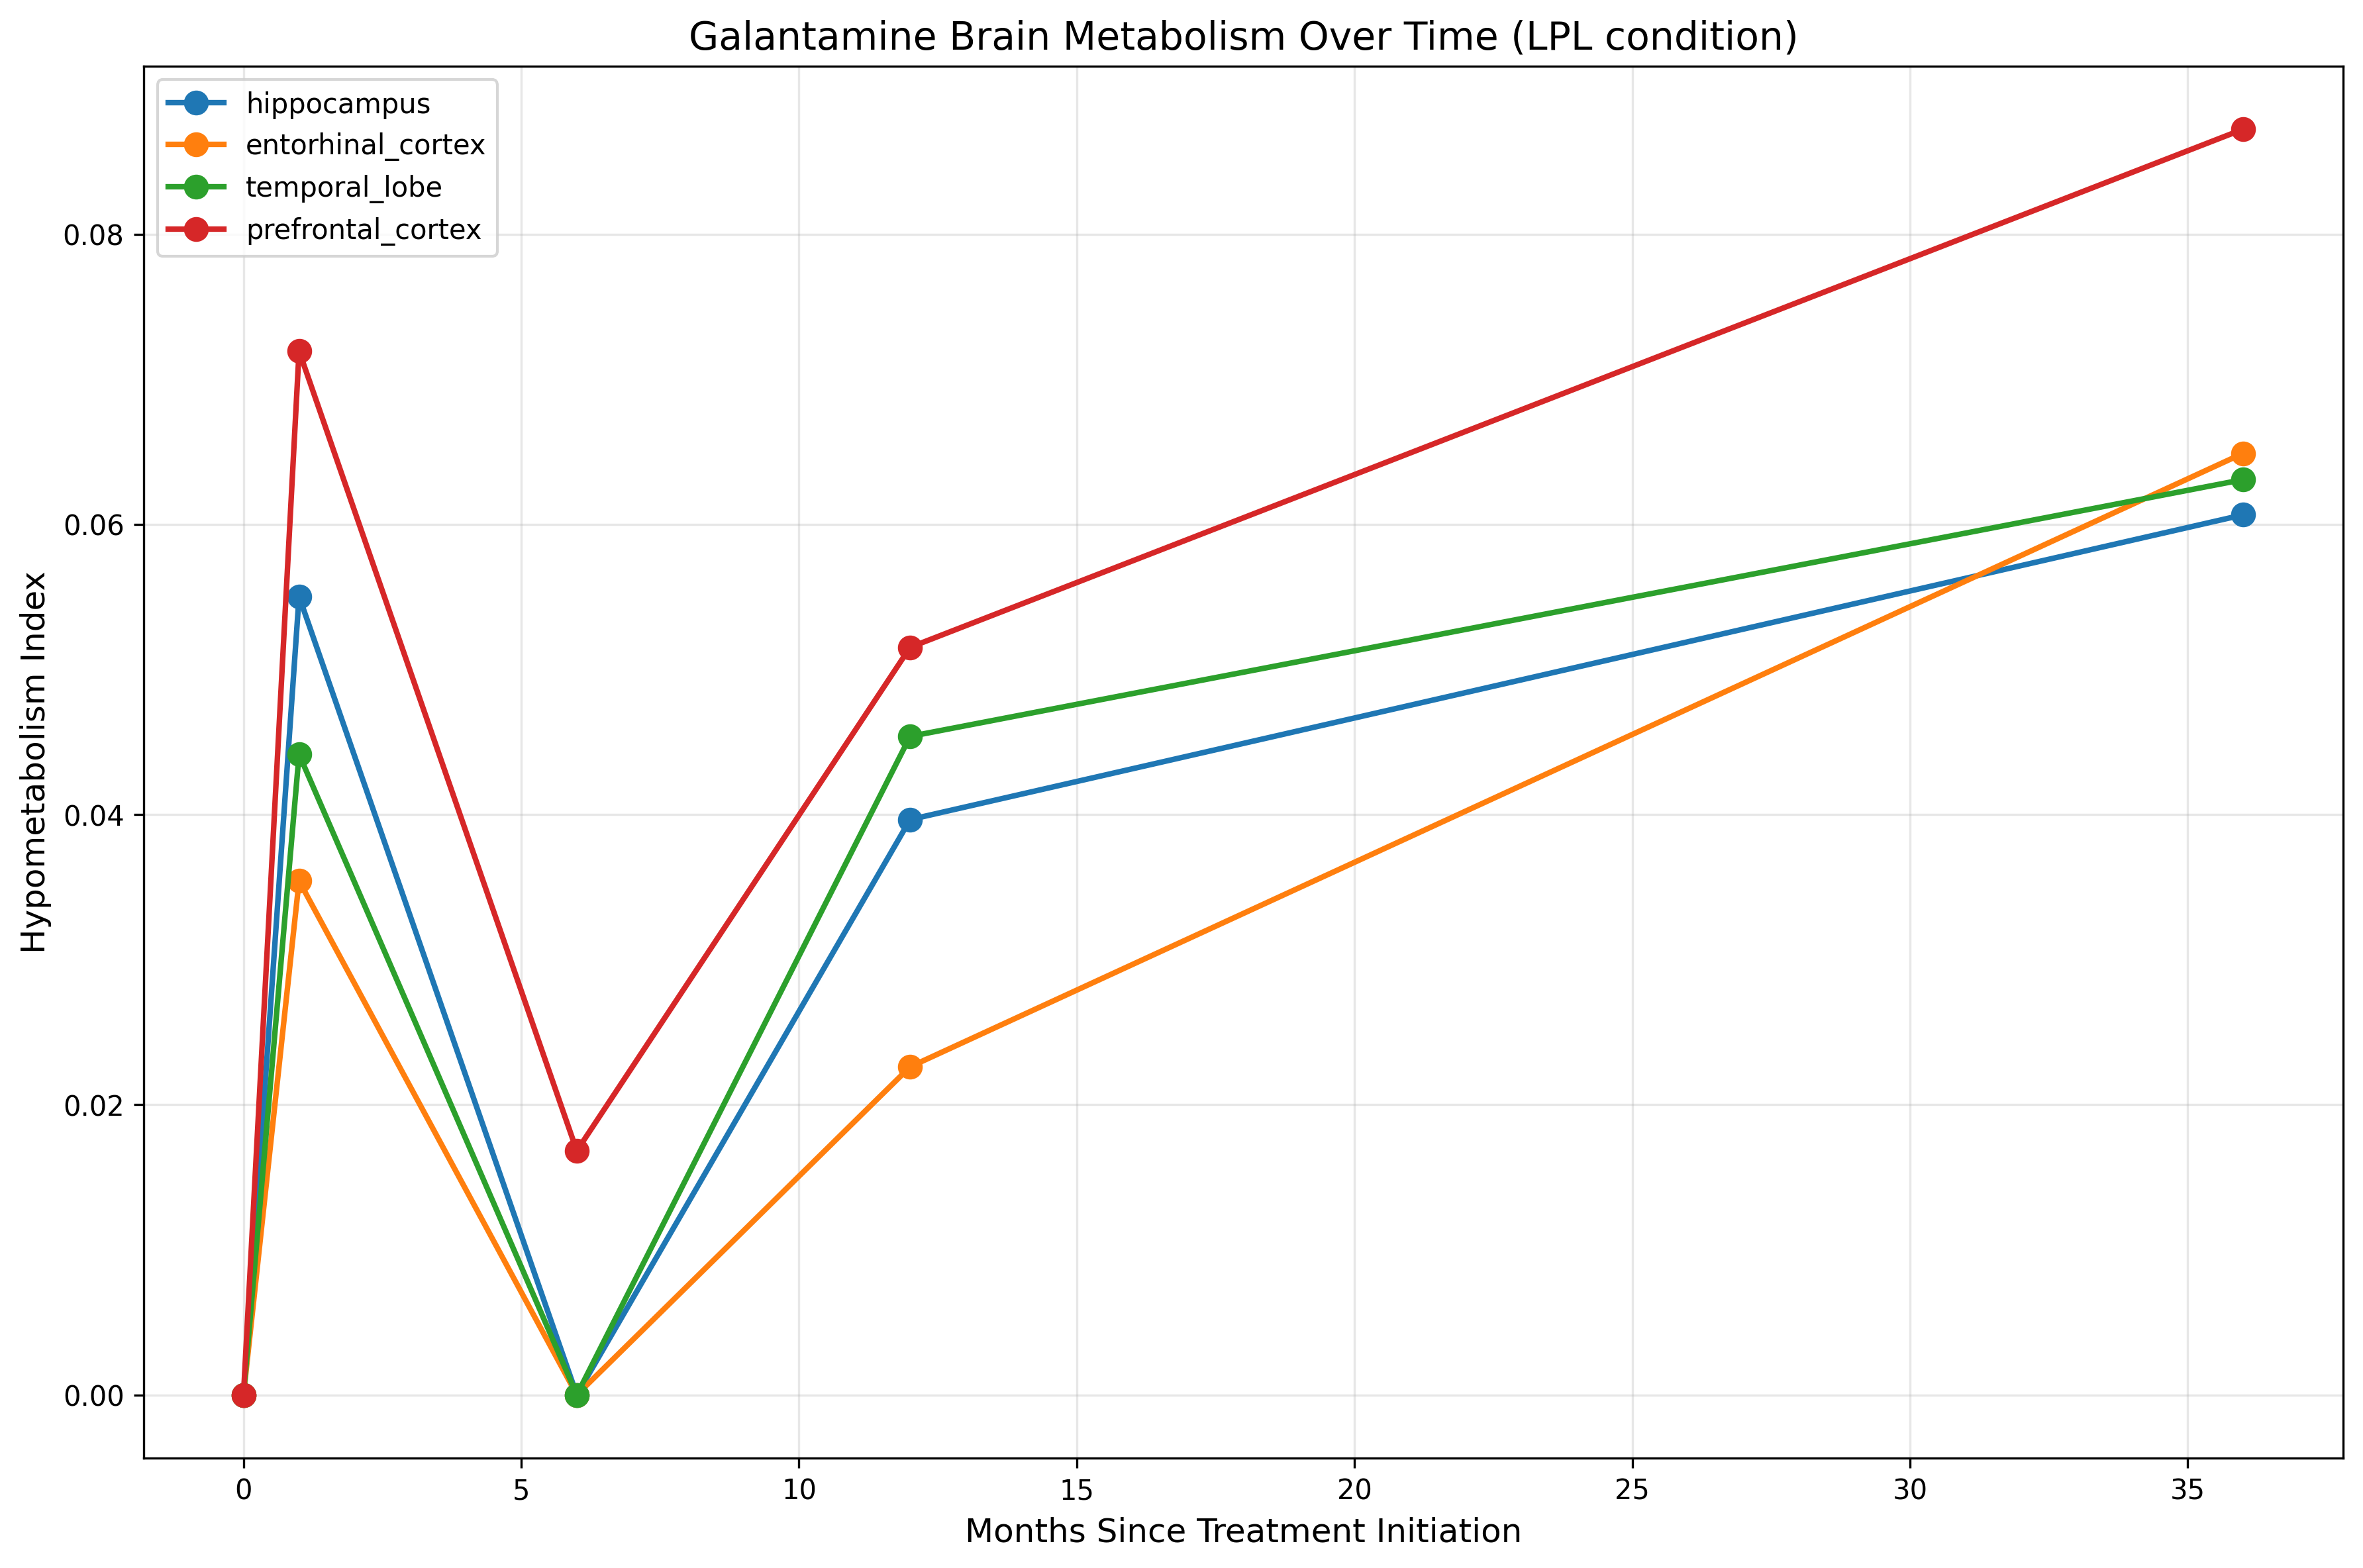 Galantamine Brain Metabolism Over Time (LPL condition)
hippocampus
entorhinal_cortex
temporal_lobe
prefrontal_cortex
Hypometabolism Index
0.08
0.06
0.04
0.02
0.00
0 5 10 15 20 25 30 35
Months Since Treatment Initiation